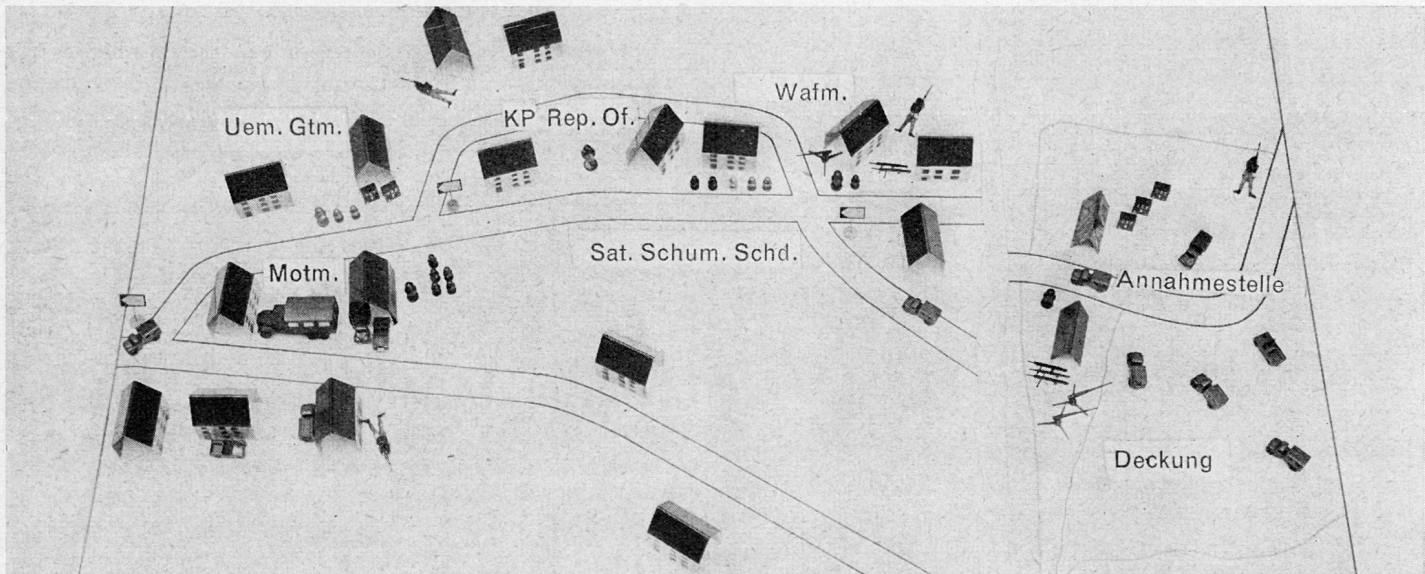 Wafm.
KP Rep. Of.
Uem. Gtm.
Sat. Schum. Schd.
Motm.
Annahmestelle
Deckung